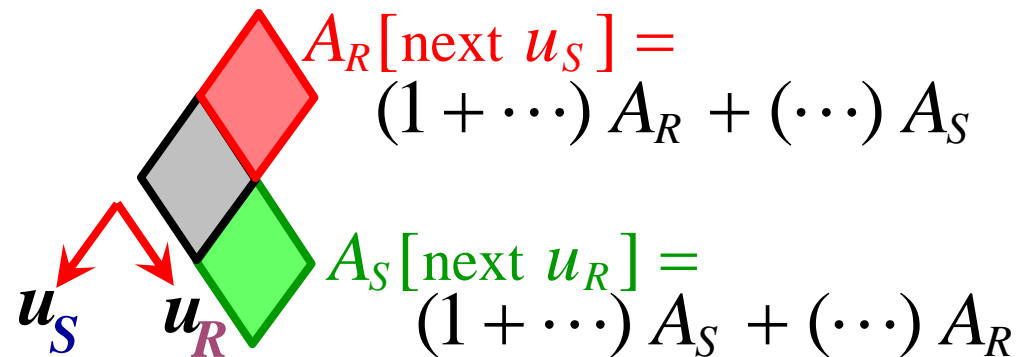 A_R[next u_S] =
(1 + ⋯) A_R + (⋯) A_S
A_S[next u_R] =
(1 + ⋯) A_S + (⋯) A_R
u_S u_R